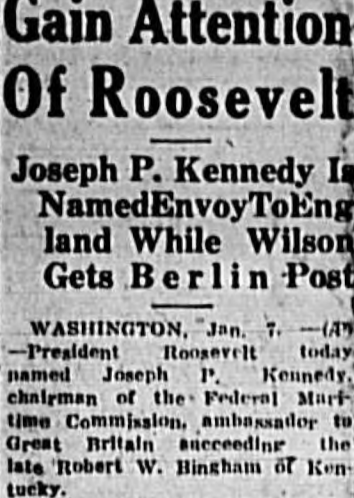 Gain Attention
Of Roosevelt
Joseph P. Kennedy Is
NamedEnvoyToEng
land While Wilson
Gets Berlin Post
WASHINGTON, Jan. 7. —(AP)
—President Roosevelt today
named Joseph P. Kennedy,
chairman of the Federal Mari-
time Commission, ambassador to
Great Britain succeeding the
late Robert W. Bingham of Ken-
tucky.